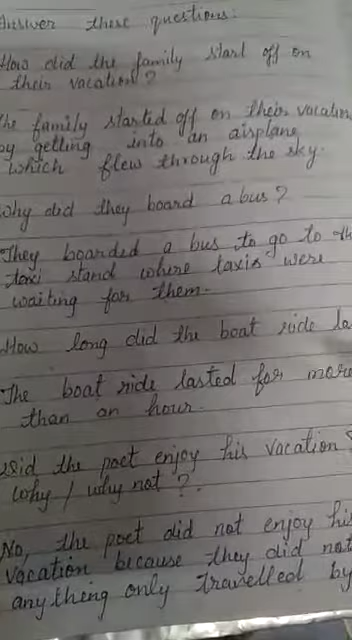 Answer these questions:
How did the family start off on
their vacation?
The family started off on their vacation
by getting into an airplane
which flew through the sky.
Why did they board a bus?
They boarded a bus to go to th
taxi stand where taxis were
waiting for them.
How long did the boat ride la
The boat ride lasted for more
than an hour.
Did the poet enjoy his vacation?
Why / why not?
No, the poet did not enjoy his
vacation because they did not
anything only travelled by